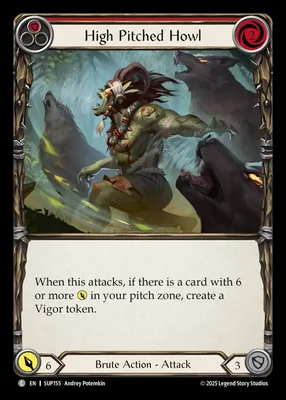 High Pitched Howl
When this attacks, if there is a card with 6
or more in your pitch zone, create a
Vigor token.
6 Brute Action - Attack 3
C EN | SUP155 Andrey Potemkin © 2025 Legend Story Studios